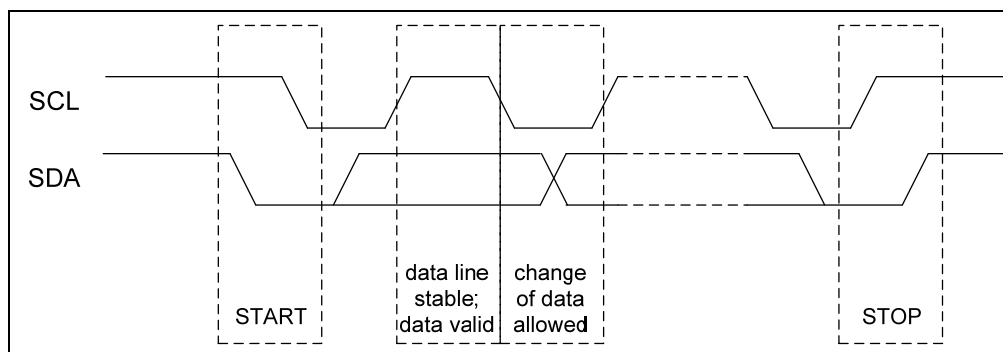 SCL
SDA
START
data line
stable;
data valid
change
of data
allowed
STOP